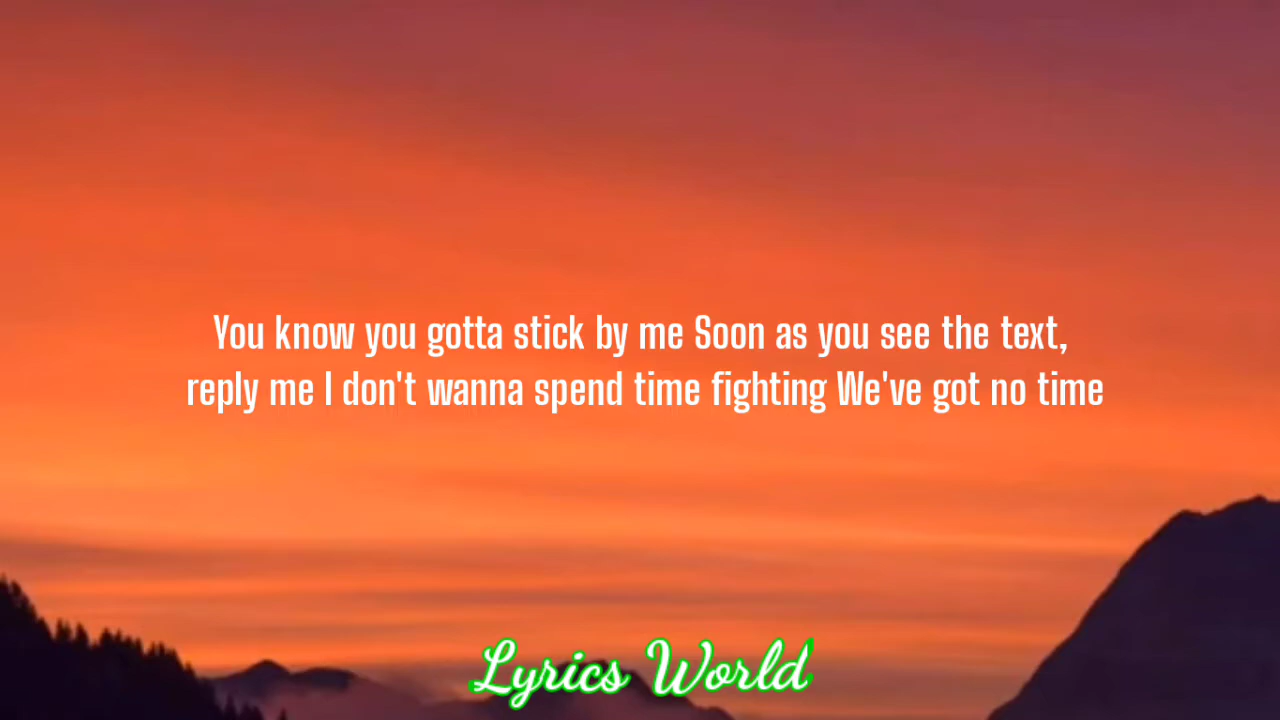 You know you gotta stick by me Soon as you see the text,
reply me I don't wanna spend time fighting We've got no time
Lyrics World